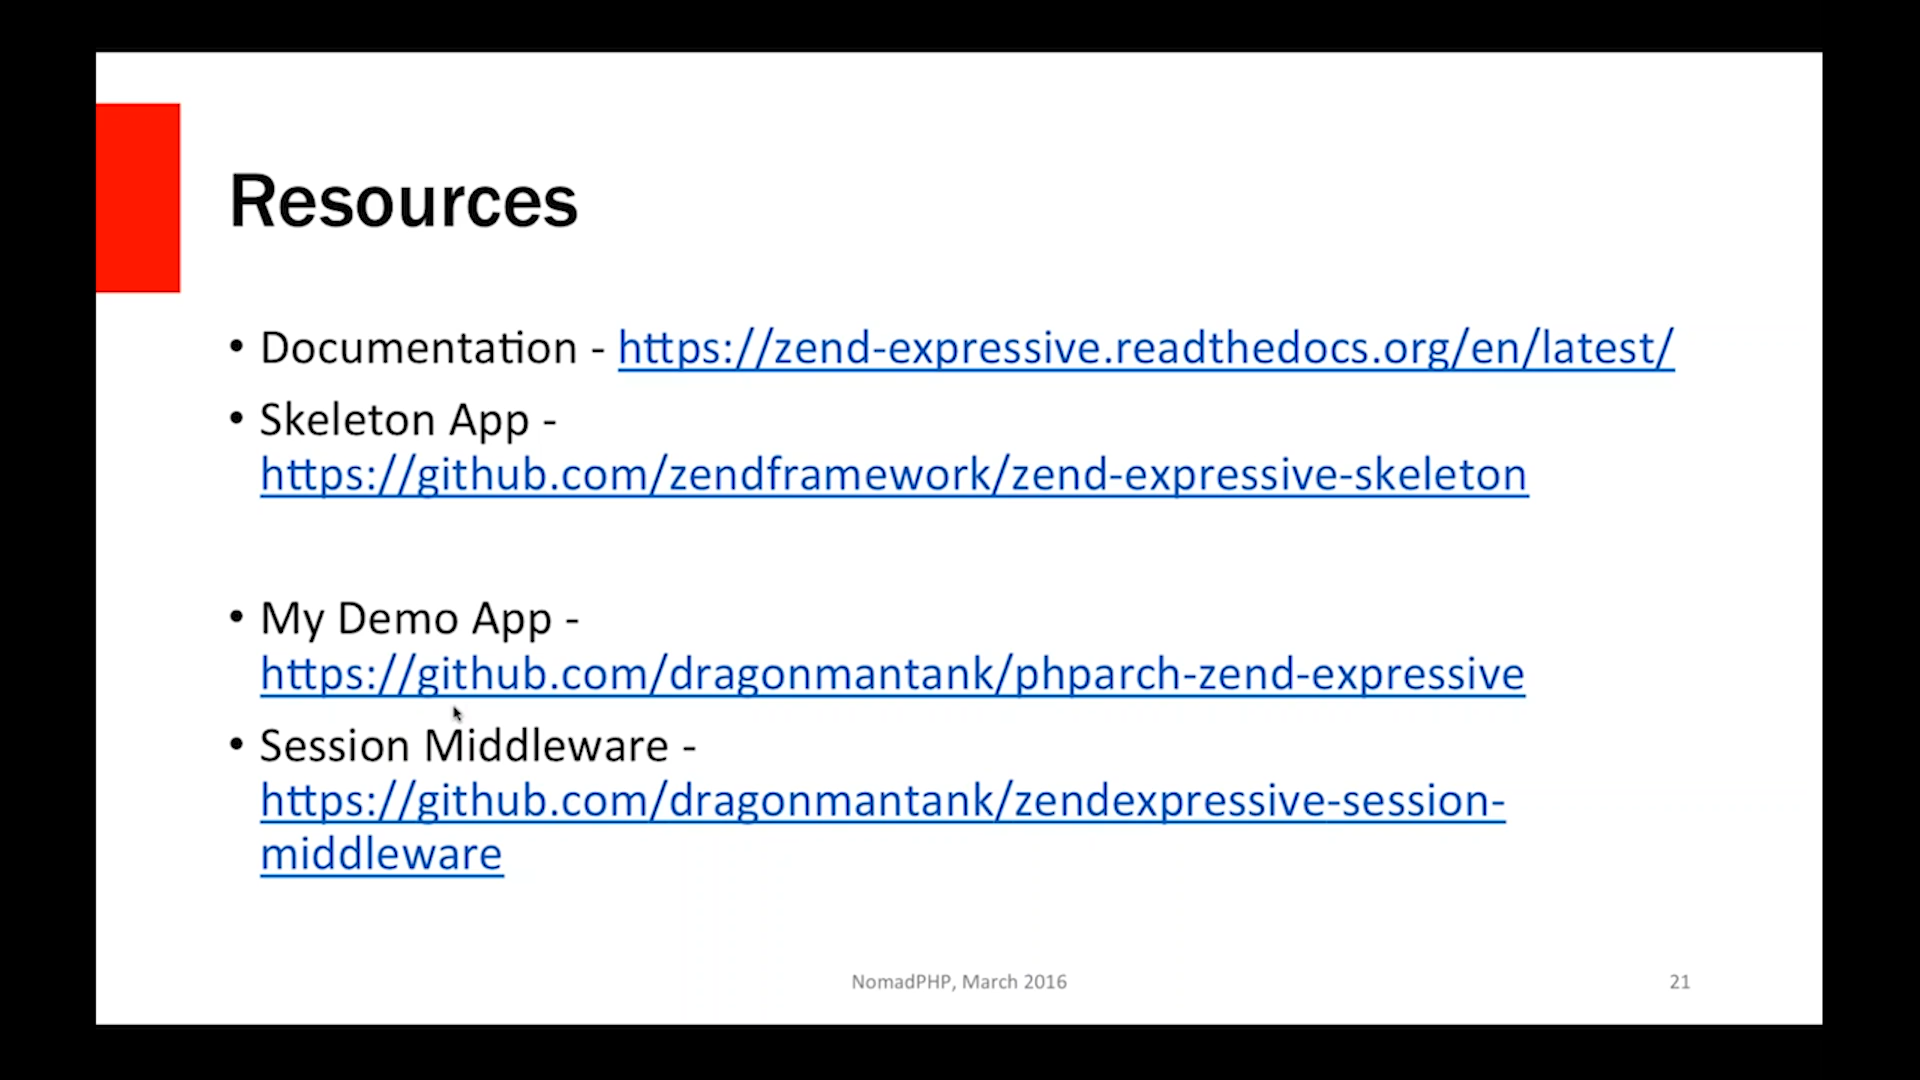 Resources
• Documentation - https://zend-expressive.readthedocs.org/en/latest/
• Skeleton App -
https://github.com/zendframework/zend-expressive-skeleton
• My Demo App -
https://github.com/dragonmantank/phparch-zend-expressive
• Session Middleware -
https://github.com/dragonmantank/zendexpressive-session-
middleware
NomadPHP, March 2016
21